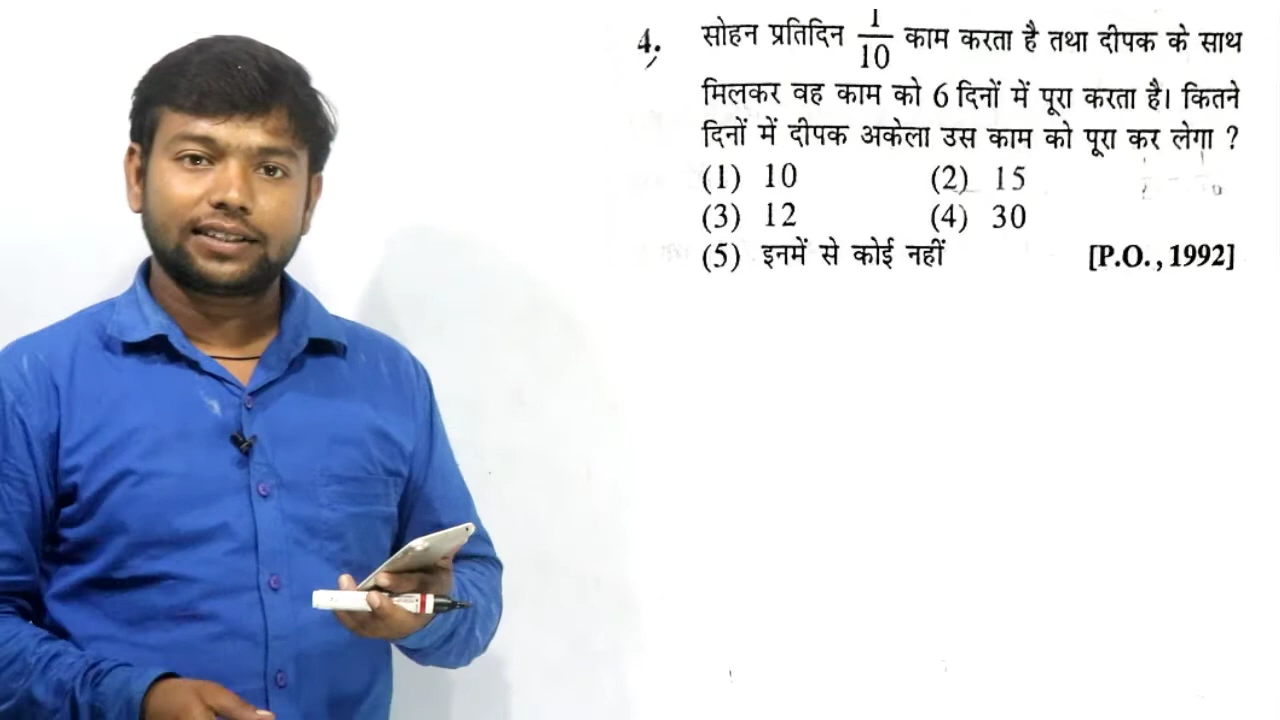 4. सोहन प्रतिदिन 1/10 काम करता है तथा दीपक के साथ
मिलकर वह काम को 6 दिनों में पूरा करता है। कितने
दिनों में दीपक अकेला उस काम को पूरा कर लेगा ?
(1) 10 (2) 15
(3) 12 (4) 30
(5) इनमें से कोई नहीं [P.O., 1992]